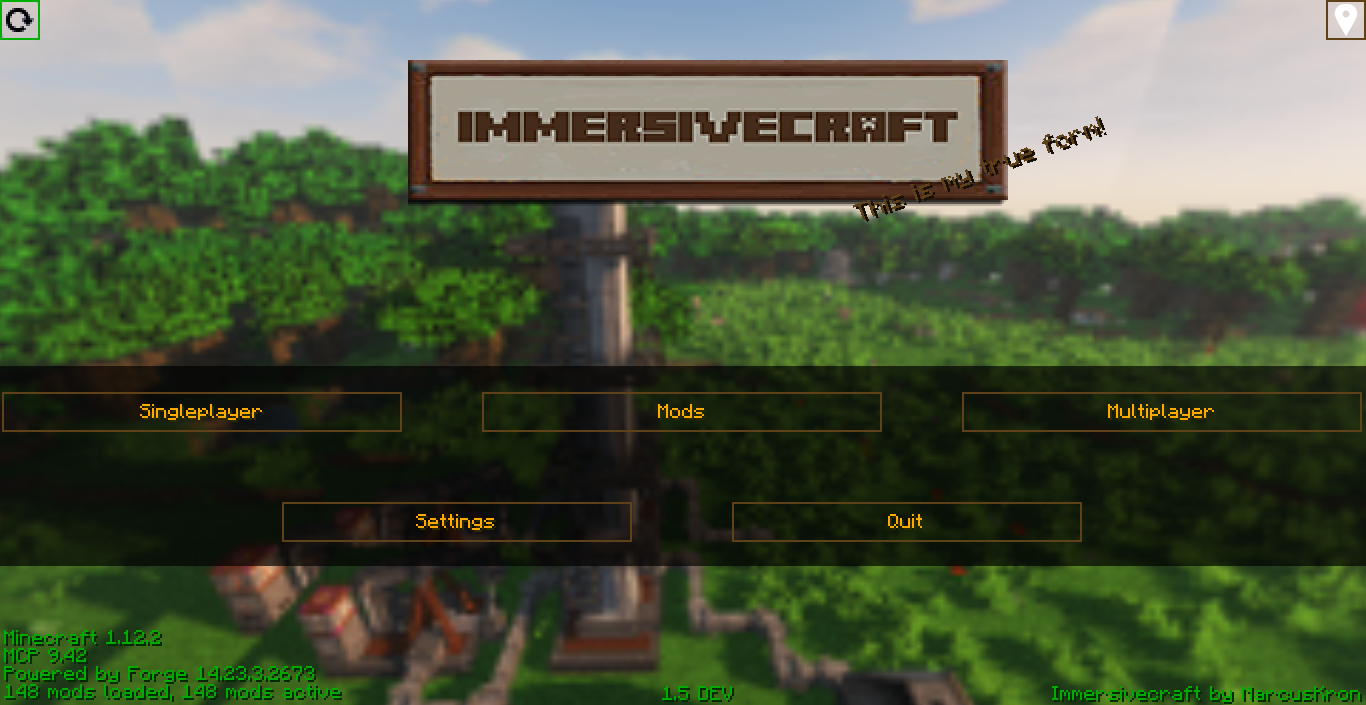 IMMERSIVECRAFT
This is my true form!
Singleplayer
Mods
Multiplayer
Settings
Quit
Minecraft 1.12.2
MCP 9.42
Powered by Forge 14.23.3.2673
148 mods loaded, 148 mods active
1.5 DEV
Immersivecraft by MarcusKron